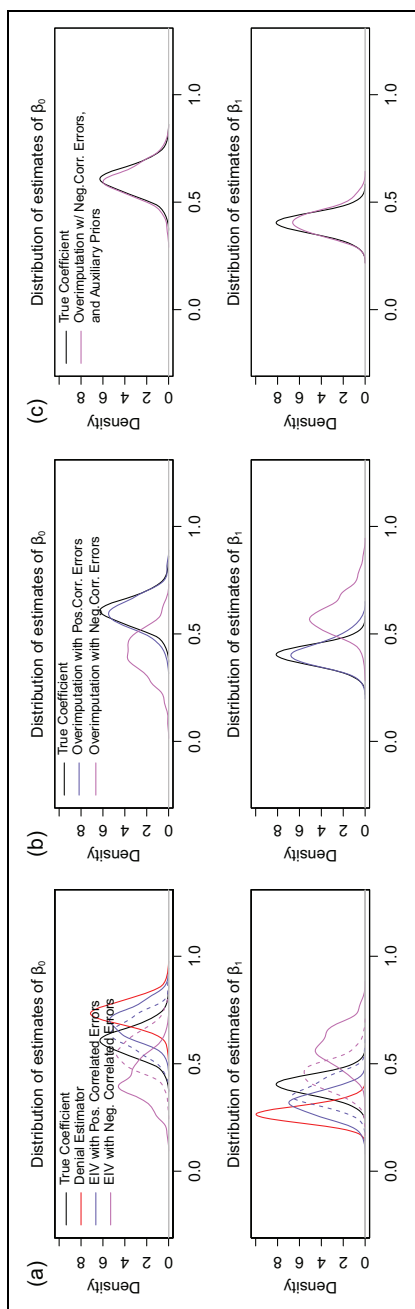 (a)
Distribution of estimates of β0
True Coefficient
Denial Estimator
EIV with Pos. Correlated Errors
EIV with Neg. Correlated Errors
Density
0 2 4 6 8
0.0 0.5 1.0
Distribution of estimates of β1
Density
0 2 4 6 8
0.0 0.5 1.0
(b)
Distribution of estimates of β0
True Coefficient
Overimputation with Pos.Corr. Errors
Overimputation with Neg.Corr. Errors
Density
0 2 4 6 8
0.0 0.5 1.0
Distribution of estimates of β1
Density
0 2 4 6 8
0.0 0.5 1.0
(c)
Distribution of estimates of β0
True Coefficient
Overimputation w/ Neg.Corr. Errors,
and Auxiliary Priors
Density
0 2 4 6 8
0.0 0.5 1.0
Distribution of estimates of β1
Density
0 2 4 6 8
0.0 0.5 1.0